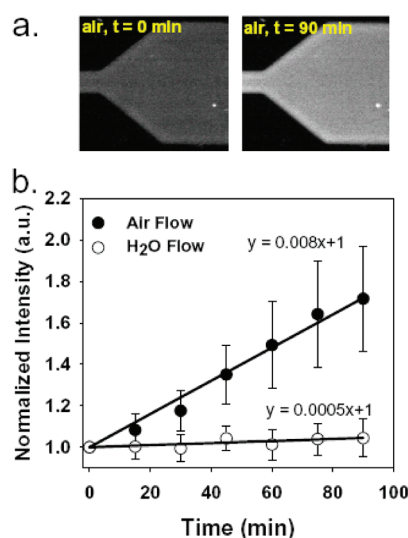 a.
air, t = 0 min
air, t = 90 min
b.
Normalized Intensity (a.u.)
2.2
2.0
1.8
1.6
1.4
1.2
1.0
Air Flow
H₂O Flow
y = 0.008x+1
y = 0.0005x+1
0 20 40 60 80 100
Time (min)